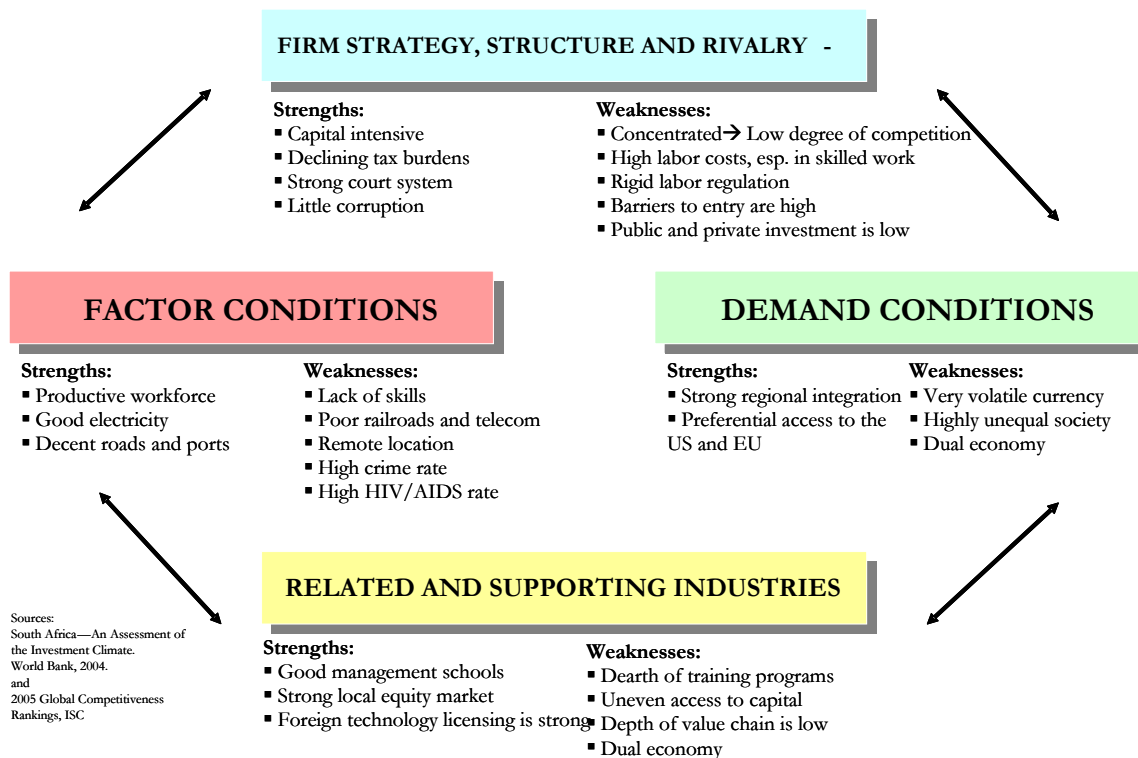 FIRM STRATEGY, STRUCTURE AND RIVALRY -
Strengths:
▪ Capital intensive
▪ Declining tax burdens
▪ Strong court system
▪ Little corruption
Weaknesses:
▪ Concentrated→ Low degree of competition
▪ High labor costs, esp. in skilled work
▪ Rigid labor regulation
▪ Barriers to entry are high
▪ Public and private investment is low
FACTOR CONDITIONS
Strengths:
▪ Productive workforce
▪ Good electricity
▪ Decent roads and ports
Weaknesses:
▪ Lack of skills
▪ Poor railroads and telecom
▪ Remote location
▪ High crime rate
▪ High HIV/AIDS rate
DEMAND CONDITIONS
Strengths:
▪ Strong regional integration
▪ Preferential access to the
US and EU
Weaknesses:
▪ Very volatile currency
▪ Highly unequal society
▪ Dual economy
RELATED AND SUPPORTING INDUSTRIES
Strengths:
▪ Good management schools
▪ Strong local equity market
▪ Foreign technology licensing is strong
Weaknesses:
▪ Dearth of training programs
▪ Uneven access to capital
▪ Depth of value chain is low
▪ Dual economy
Sources:
South Africa—An Assessment of
the Investment Climate.
World Bank, 2004.
and
2005 Global Competitiveness
Rankings, ISC